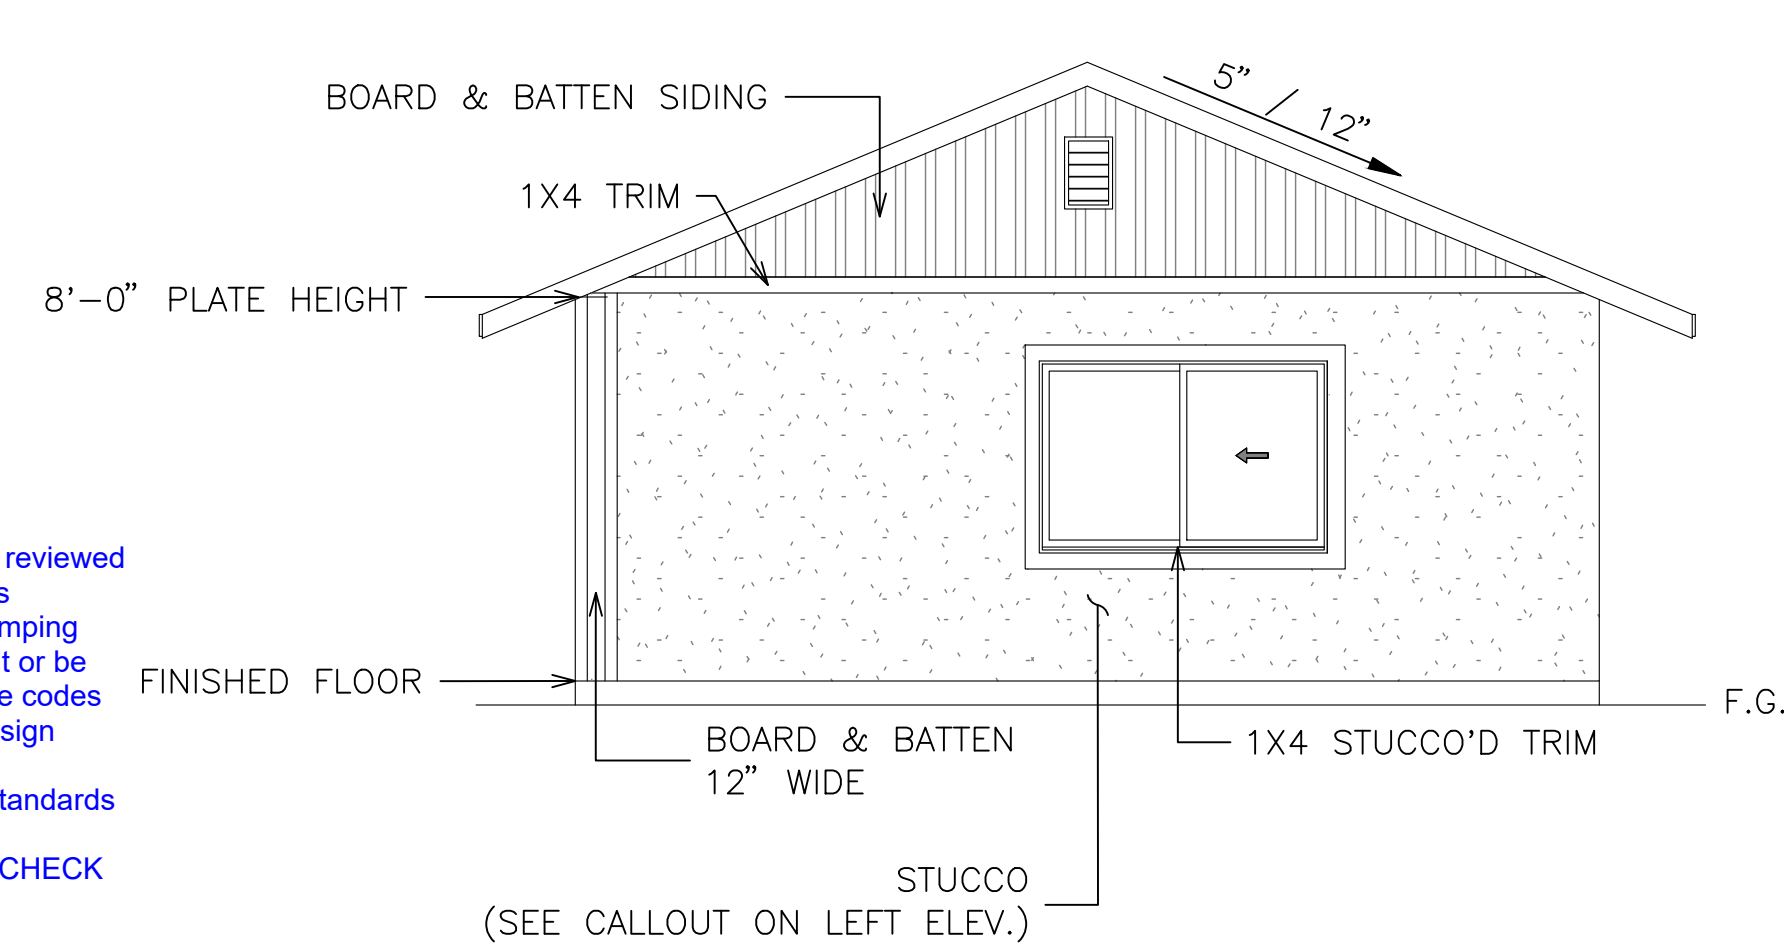 5” / 12”
BOARD & BATTEN SIDING
1X4 TRIM
8’–0” PLATE HEIGHT
reviewed
s
mping
t or be
e codes
sign
tandards
CHECK
FINISHED FLOOR
F.G.
BOARD & BATTEN
12” WIDE
1X4 STUCCO’D TRIM
STUCCO
(SEE CALLOUT ON LEFT ELEV.)